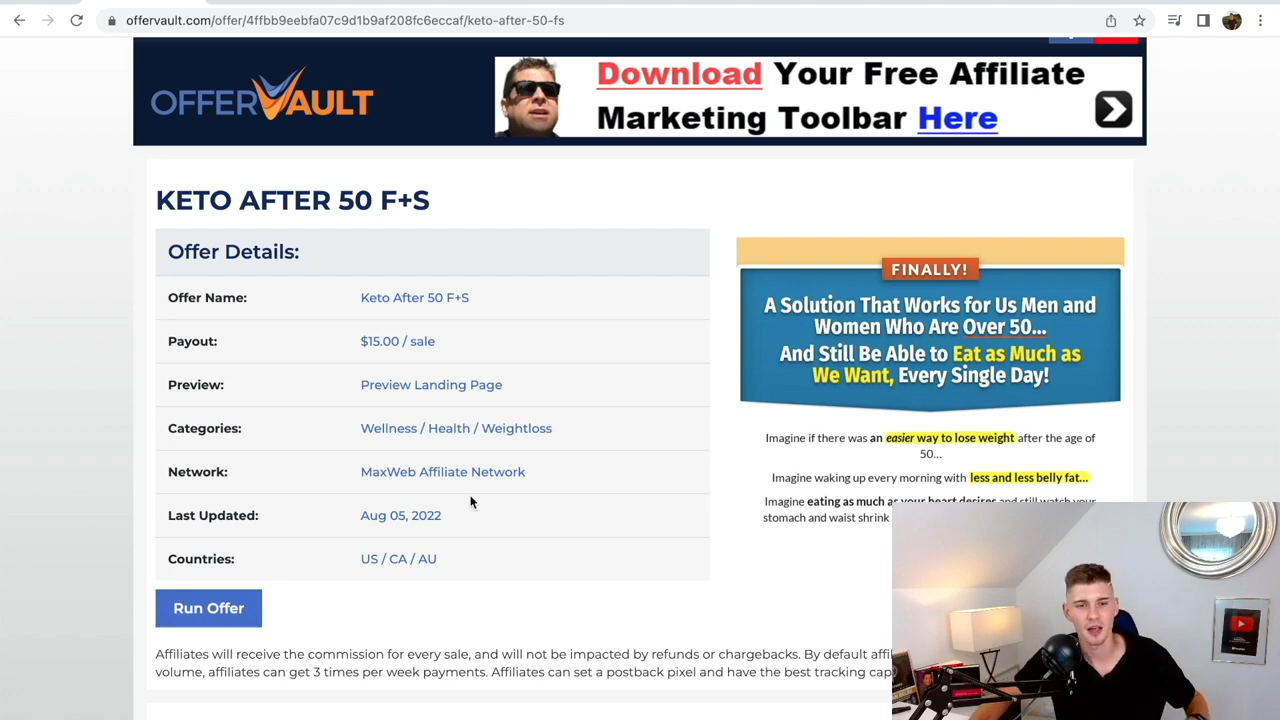 offervault.com/offer/4ffbb9eebfa07c9d1b9af208fc6eccaf/keto-after-50-fs
OFFERVAULT
Download Your Free Affiliate
Marketing Toolbar Here
KETO AFTER 50 F+S
Offer Details:
Offer Name: Keto After 50 F+S
Payout: $15.00 / sale
Preview: Preview Landing Page
Categories: Wellness / Health / Weightloss
Network: MaxWeb Affiliate Network
Last Updated: Aug 05, 2022
Countries: US / CA / AU
Run Offer
FINALLY!
A Solution That Works for Us Men and
Women Who Are Over 50...
And Still Be Able to Eat as Much as
We Want, Every Single Day!
Imagine if there was an easier way to lose weight after the age of
50...
Imagine waking up every morning with less and less belly fat...
Imagine eating as much as your heart desires and still watch your
stomach and waist shrink
Affiliates will receive the commission for every sale, and will not be impacted by refunds or chargebacks. By default
volume, affiliates can get 3 times per week payments. Affiliates can set a postback pixel and have the best tracking